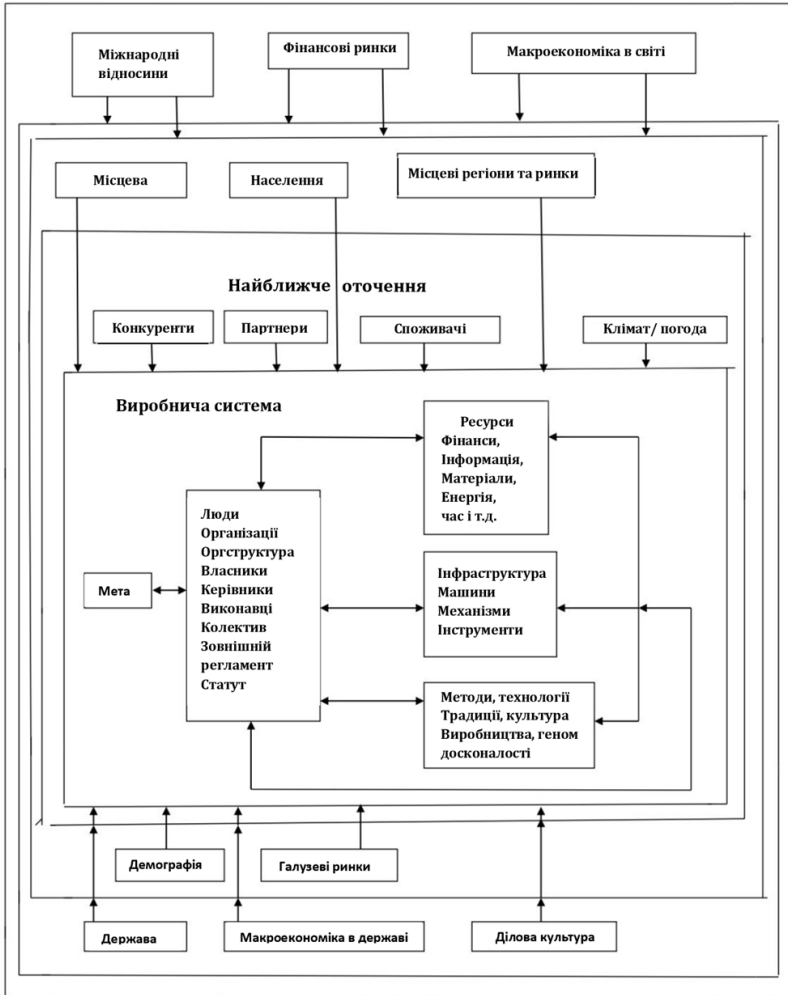 Міжнародні
відносини
Фінансові ринки
Макроекономіка в світі
Місцева
Населення
Місцеві регіони та ринки
Найближче оточення
Конкуренти
Партнери
Споживачі
Клімат/ погода
Виробнича система
Ресурси
Фінанси,
Інформація,
Матеріали,
Енергія,
час і т.д.
Люди
Організації
Оргструктура
Власники
Керівники
Виконавці
Колектив
Зовнішній
регламент
Статут
Мета
Інфраструктура
Машини
Механізми
Інструменти
Методи, технології
Традиції, культура
Виробництва, геном
досконалості
Демографія
Галузеві ринки
Держава
Макроекономіка в державі
Ділова культура